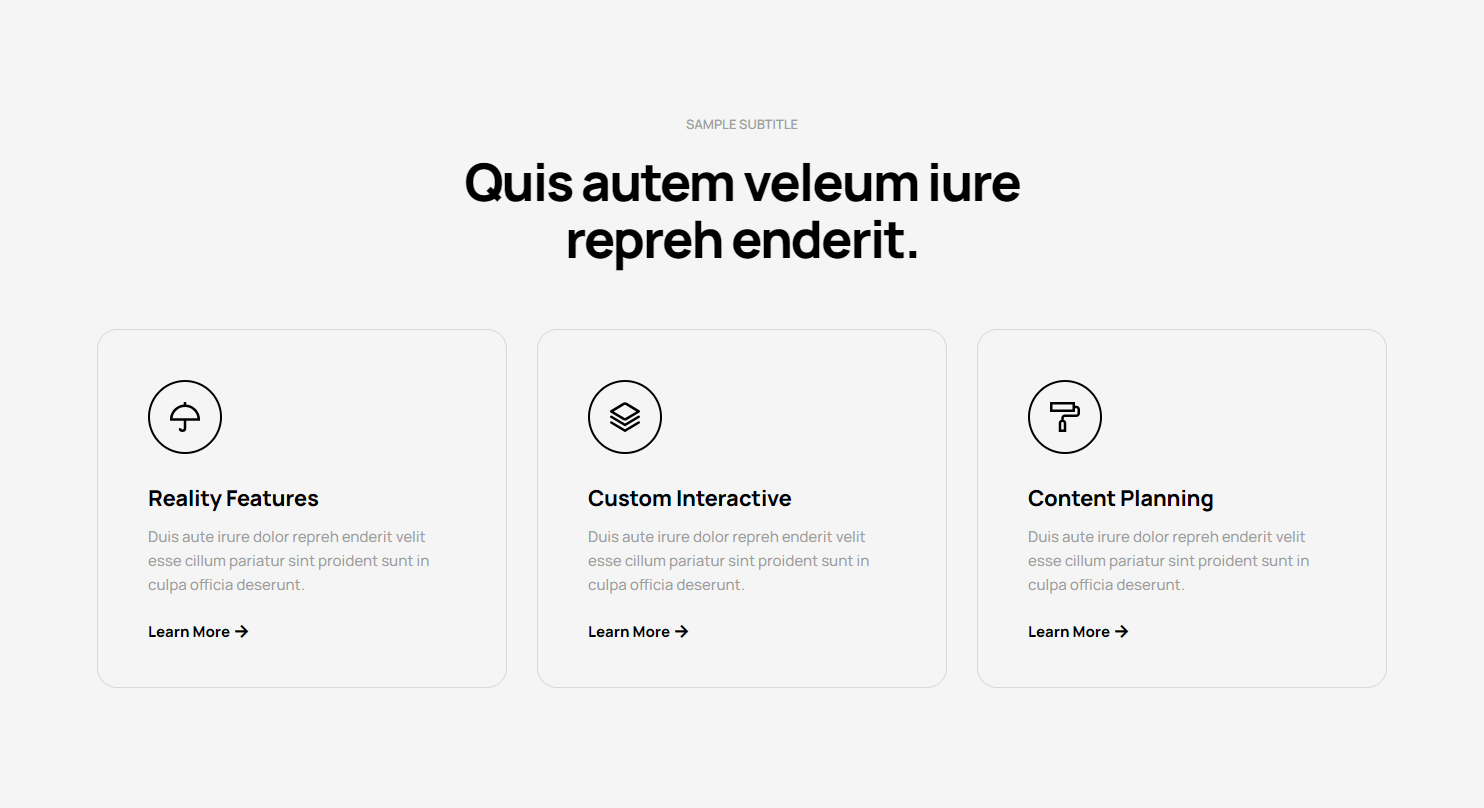 SAMPLE SUBTITLE
Quis autem veleum iure
repreh enderit.
Reality Features
Duis aute irure dolor repreh enderit velit
esse cillum pariatur sint proident sunt in
culpa officia deserunt.
Learn More →
Custom Interactive
Duis aute irure dolor repreh enderit velit
esse cillum pariatur sint proident sunt in
culpa officia deserunt.
Learn More →
Content Planning
Duis aute irure dolor repreh enderit velit
esse cillum pariatur sint proident sunt in
culpa officia deserunt.
Learn More →